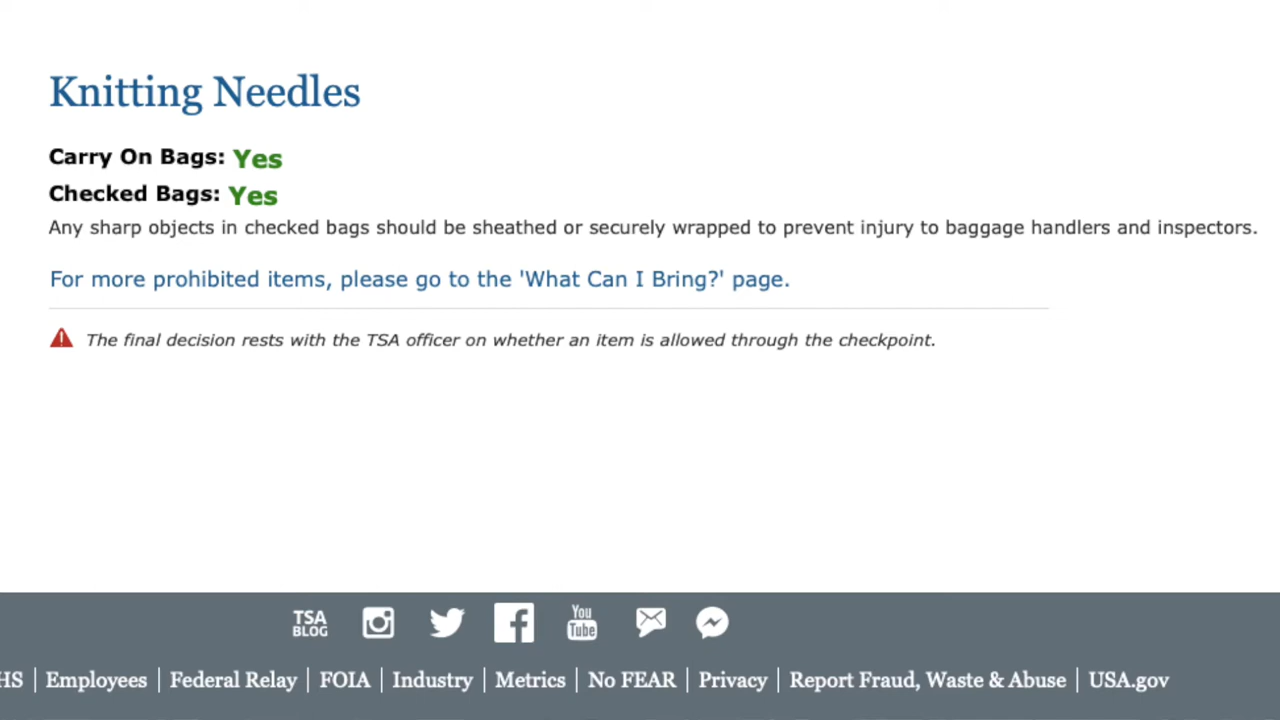 Knitting Needles
Carry On Bags: Yes
Checked Bags: Yes
Any sharp objects in checked bags should be sheathed or securely wrapped to prevent injury to baggage handlers and inspectors.
For more prohibited items, please go to the 'What Can I Bring?' page.
The final decision rests with the TSA officer on whether an item is allowed through the checkpoint.
TSA BLOG You Tube
HS | Employees | Federal Relay | FOIA | Industry | Metrics | No FEAR | Privacy | Report Fraud, Waste & Abuse | USA.gov